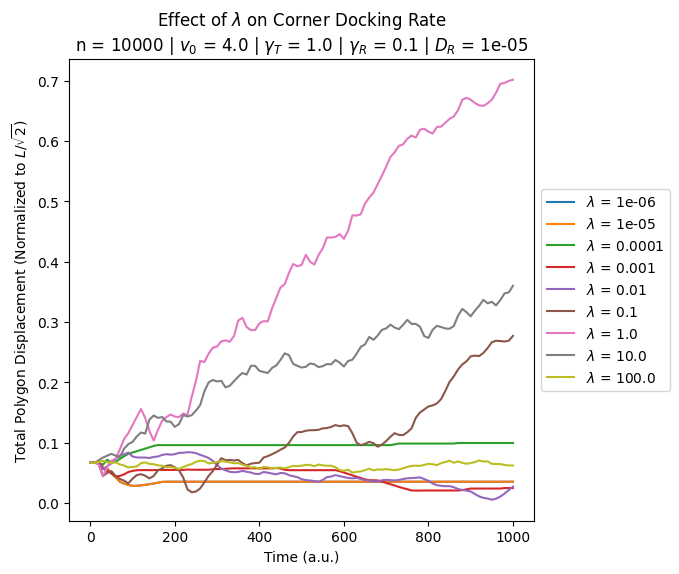 Effect of λ on Corner Docking Rate
n = 10000 | v₀ = 4.0 | γ_T = 1.0 | γ_R = 0.1 | D_R = 1e-05
Total Polygon Displacement (Normalized to L/√2)
0.7
0.6
0.5
0.4
0.3
0.2
0.1
0.0
0
200
400
600
800
1000
Time (a.u.)
λ = 1e-06
λ = 1e-05
λ = 0.0001
λ = 0.001
λ = 0.01
λ = 0.1
λ = 1.0
λ = 10.0
λ = 100.0